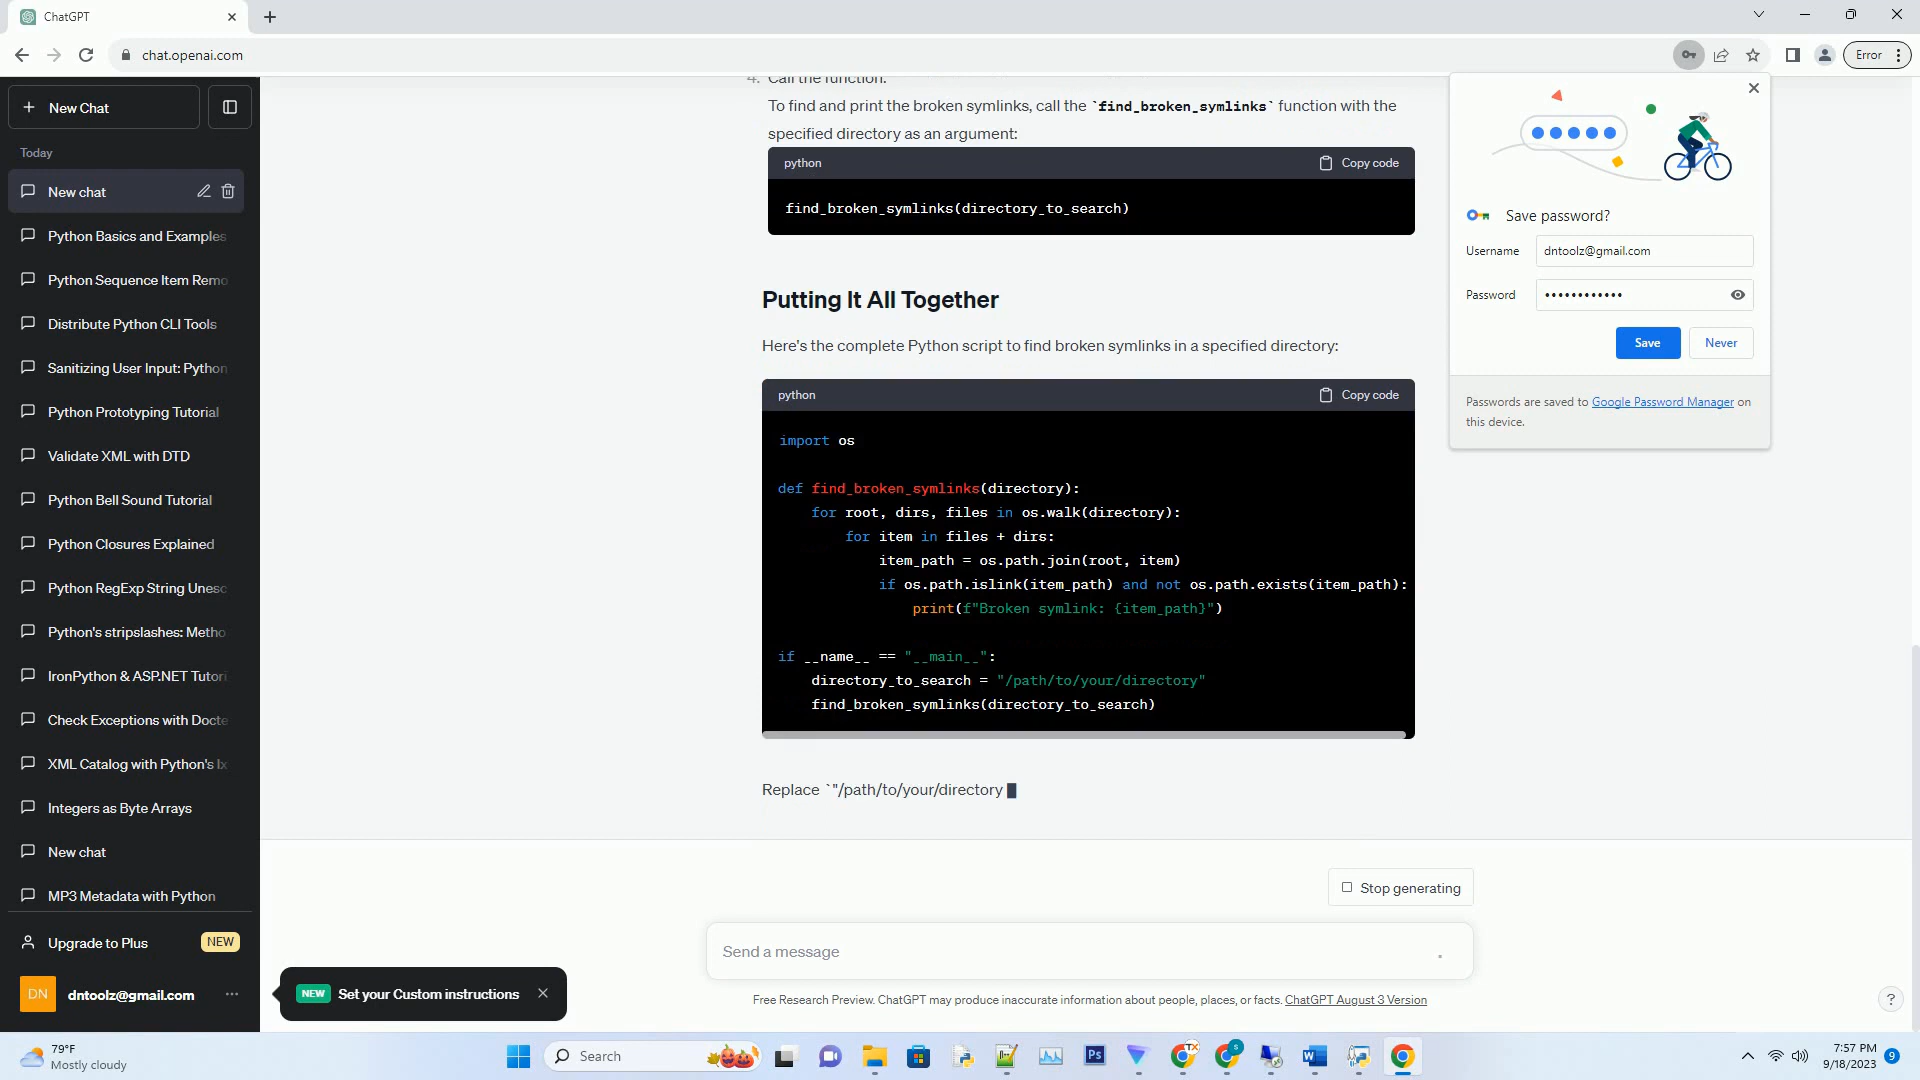 ChatGPT
chat.openai.com
Error
New Chat
Today
New chat
Python Basics and Examples
Python Sequence Item Remo
Distribute Python CLI Tools
Sanitizing User Input: Python
Python Prototyping Tutorial
Validate XML with DTD
Python Bell Sound Tutorial
Python Closures Explained
Python RegExp String Unesc
Python's stripslashes: Metho
IronPython & ASP.NET Tutori
Check Exceptions with Docte
XML Catalog with Python's lx
Integers as Byte Arrays
New chat
MP3 Metadata with Python
Upgrade to Plus
NEW
DN
dntoolz@gmail.com
4. Call the function.
To find and print the broken symlinks, call the `find_broken_symlinks` function with the
specified directory as an argument:
python
Copy code
find_broken_symlinks(directory_to_search)
Putting It All Together
Here's the complete Python script to find broken symlinks in a specified directory:
python
Copy code
import os
def find_broken_symlinks(directory):
for root, dirs, files in os.walk(directory):
for item in files + dirs:
item_path = os.path.join(root, item)
if os.path.islink(item_path) and not os.path.exists(item_path):
print(f"Broken symlink: {item_path}")
if __name__ == "__main__":
directory_to_search = "/path/to/your/directory"
find_broken_symlinks(directory_to_search)
Replace `"/path/to/your/directory
Stop generating
Send a message
Free Research Preview. ChatGPT may produce inaccurate information about people, places, or facts. ChatGPT August 3 Version
NEW Set your Custom instructions
?
Save password?
Username
dntoolz@gmail.com
Password
••••••••••••
Save
Never
Passwords are saved to Google Password Manager on
this device.
79°F
Mostly cloudy
Search
Ps
TX
S
W
7:57 PM
9/18/2023
9